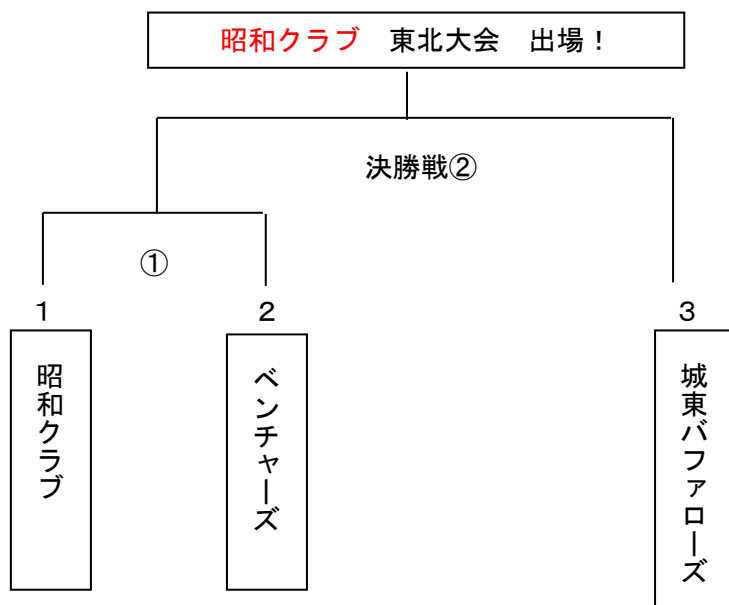 昭和クラブ　東北大会　出場！
決勝戦②
①
1
2
3
昭和クラブ
ベンチャーズ
城東バファローズ